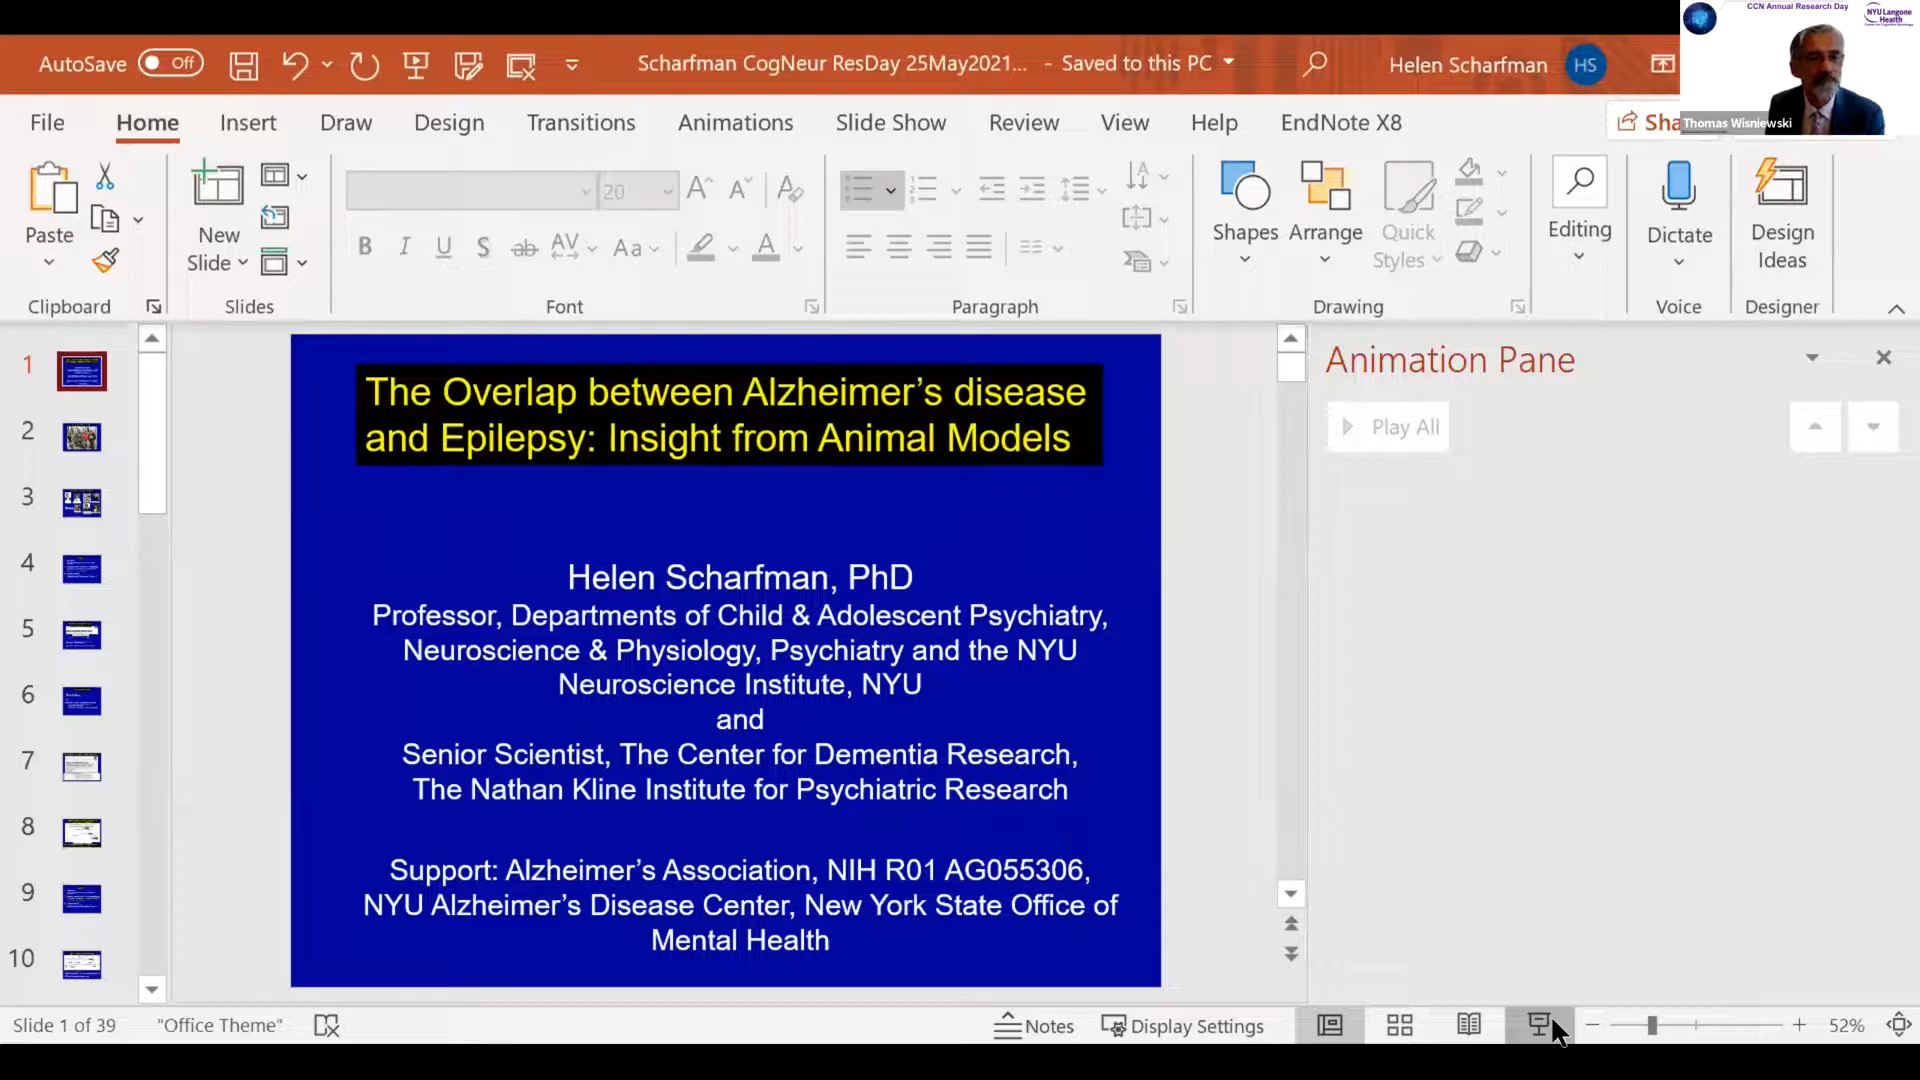 CCN Annual Research Day
NYU Langone
Health
Thomas Wisniewski
AutoSave
Off
Scharfman CogNeur ResDay 25May2021... - Saved to this PC
Helen Scharfman
HS
File
Home
Insert
Draw
Design
Transitions
Animations
Slide Show
Review
View
Help
EndNote X8
Sha
Paste
New
Slide
20
Shapes
Arrange
Quick
Styles
Editing
Dictate
Design
Ideas
Clipboard
Slides
Font
Paragraph
Drawing
Voice
Designer
1
2
3
4
5
6
7
8
9
10
The Overlap between Alzheimer’s disease
and Epilepsy: Insight from Animal Models
Helen Scharfman, PhD
Professor, Departments of Child & Adolescent Psychiatry,
Neuroscience & Physiology, Psychiatry and the NYU
Neuroscience Institute, NYU
and
Senior Scientist, The Center for Dementia Research,
The Nathan Kline Institute for Psychiatric Research
Support: Alzheimer’s Association, NIH R01 AG055306,
NYU Alzheimer’s Disease Center, New York State Office of
Mental Health
Animation Pane
Play All
Slide 1 of 39
"Office Theme"
Notes
Display Settings
52%